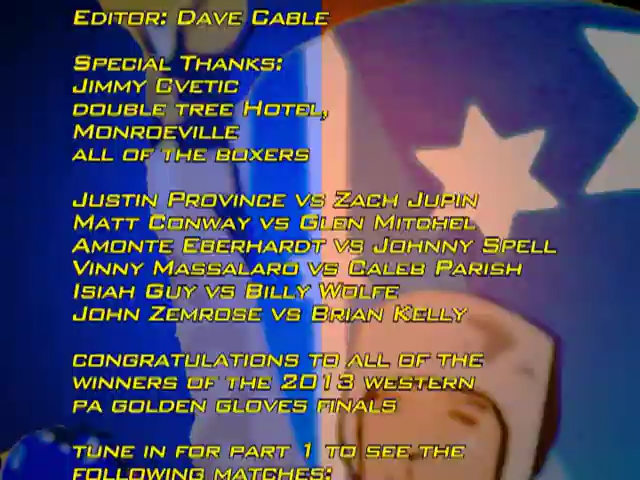 Editor: Dave Cable
Special Thanks:
Jimmy Cvetic
double tree Hotel,
Monroeville
all of the boxers
Justin Province vs Zach Jupin
Matt Conway vs Glen Mitchel
Amonte Eberhardt vs Johnny Spell
Vinny Massalaro vs Caleb Parish
Isiah Guy vs Billy Wolfe
John Zemrose vs Brian Kelly
congratulations to all of the
winners of the 2013 western
pa golden gloves finals
tune in for part 1 to see the
following matches: